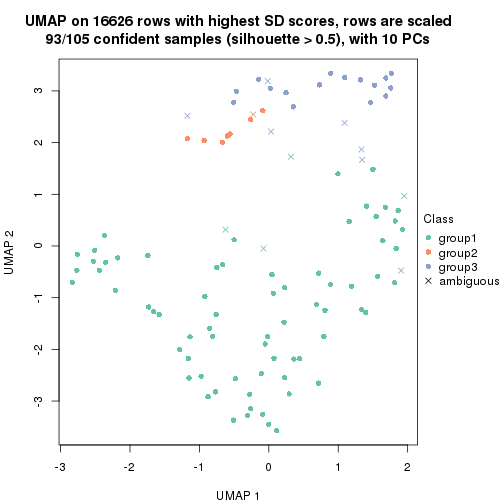 UMAP on 16626 rows with highest SD scores, rows are scaled
93/105 confident samples (silhouette > 0.5), with 10 PCs
3
2
1
0
-1
-2
-3
UMAP 2
-3
-2
-1
0
1
2
UMAP 1
Class
group1
group2
group3
ambiguous